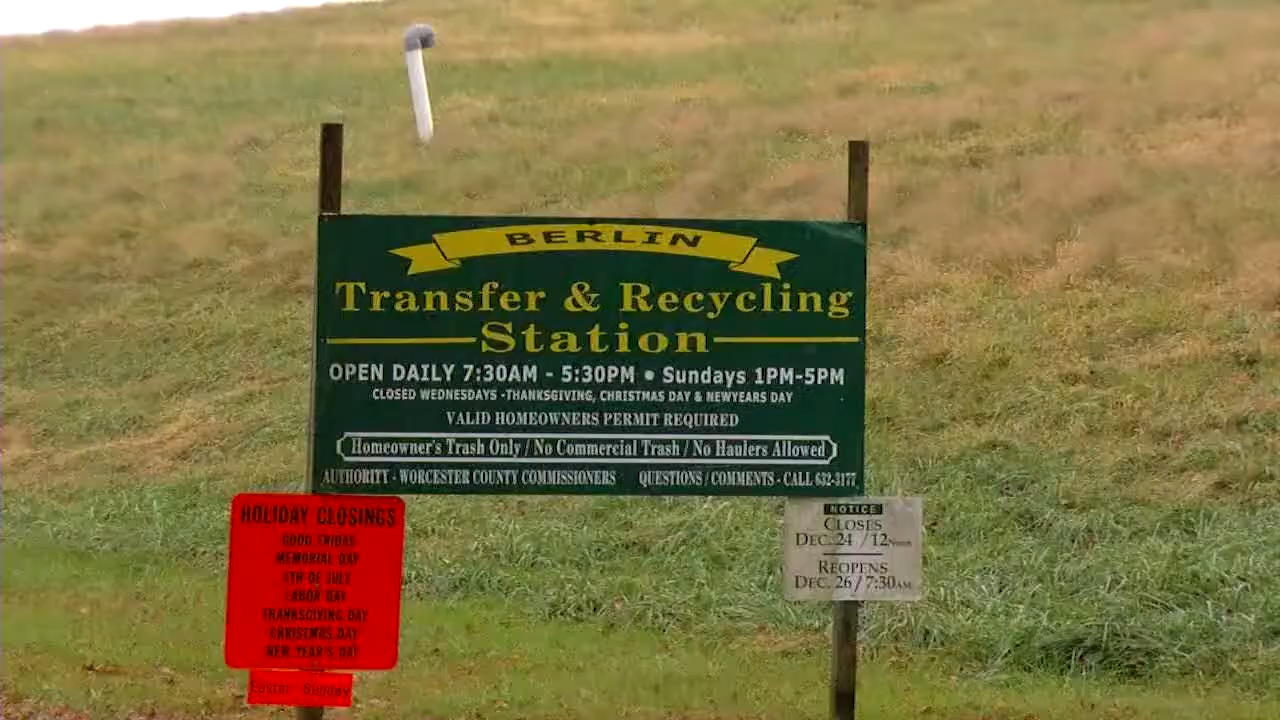 BERLIN
Transfer & Recycling
Station
OPEN DAILY 7:30AM - 5:30PM • Sundays 1PM-5PM
CLOSED WEDNESDAYS -THANKSGIVING, CHRISTMAS DAY & NEWYEARS DAY
VALID HOMEOWNERS PERMIT REQUIRED
Homeowner's Trash Only / No Commercial Trash / No Haulers Allowed
AUTHORITY - WORCESTER COUNTY COMMISSIONERS QUESTIONS / COMMENTS - CALL 632-3177
HOLIDAY CLOSINGS
GOOD FRIDAY
MEMORIAL DAY
4TH OF JULY
LABOR DAY
THANKSGIVING DAY
CHRISTMAS DAY
NEW YEAR'S DAY
Easter Sunday
NOTICE
CLOSES
DEC. 24 / 12Noon
REOPENS
DEC. 26 / 7:30AM